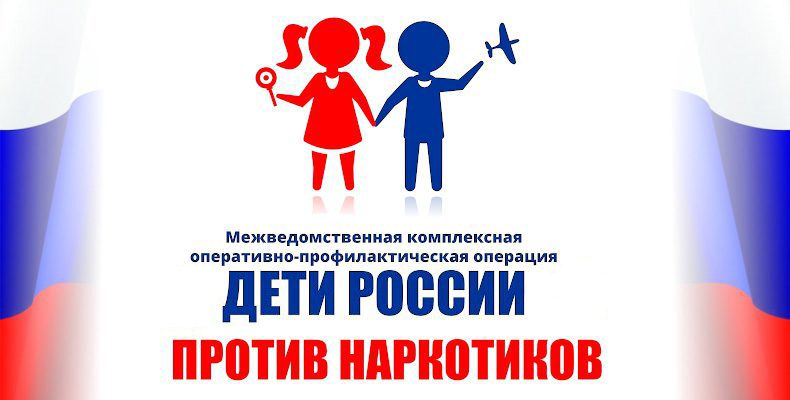 Межведомственная комплексная
оперативно-профилактическая операция
ДЕТИ РОССИИ
ПРОТИВ НАРКОТИКОВ